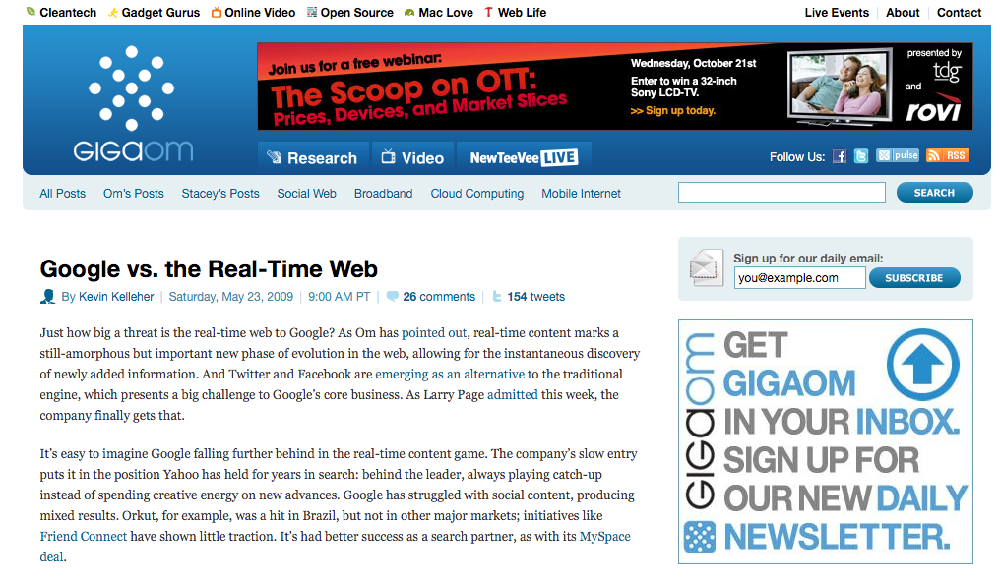 Cleantech Gadget Gurus Online Video Open Source Mac Love Web Life Live Events About Contact
GIGaom
Join us for a free webinar:
The Scoop on OTT:
Prices, Devices, and Market Slices
Wednesday, October 21st
Enter to win a 32-inch
Sony LCD-TV.
>> Sign up today.
presented by
tdg
and
rovi
Research Video NewTeeVee LIVE
Follow Us: f t pulse RSS
All Posts Om's Posts Stacey's Posts Social Web Broadband Cloud Computing Mobile Internet SEARCH
Google vs. the Real-Time Web
By Kevin Kelleher | Saturday, May 23, 2009 | 9:00 AM PT | 26 comments | 154 tweets
Just how big a threat is the real-time web to Google? As Om has pointed out, real-time content marks a
still-amorphous but important new phase of evolution in the web, allowing for the instantaneous discovery
of newly added information. And Twitter and Facebook are emerging as an alternative to the traditional
engine, which presents a big challenge to Google's core business. As Larry Page admitted this week, the
company finally gets that.
It's easy to imagine Google falling further behind in the real-time content game. The company's slow entry
puts it in the position Yahoo has held for years in search: behind the leader, always playing catch-up
instead of spending creative energy on new advances. Google has struggled with social content, producing
mixed results. Orkut, for example, was a hit in Brazil, but not in other major markets; initiatives like
Friend Connect have shown little traction. It's had better success as a search partner, as with its MySpace
deal.
Sign up for our daily email:
you@example.com SUBSCRIBE
GIGaom
GET
GIGAOM
IN YOUR INBOX.
SIGN UP FOR
OUR NEW DAILY
NEWSLETTER.